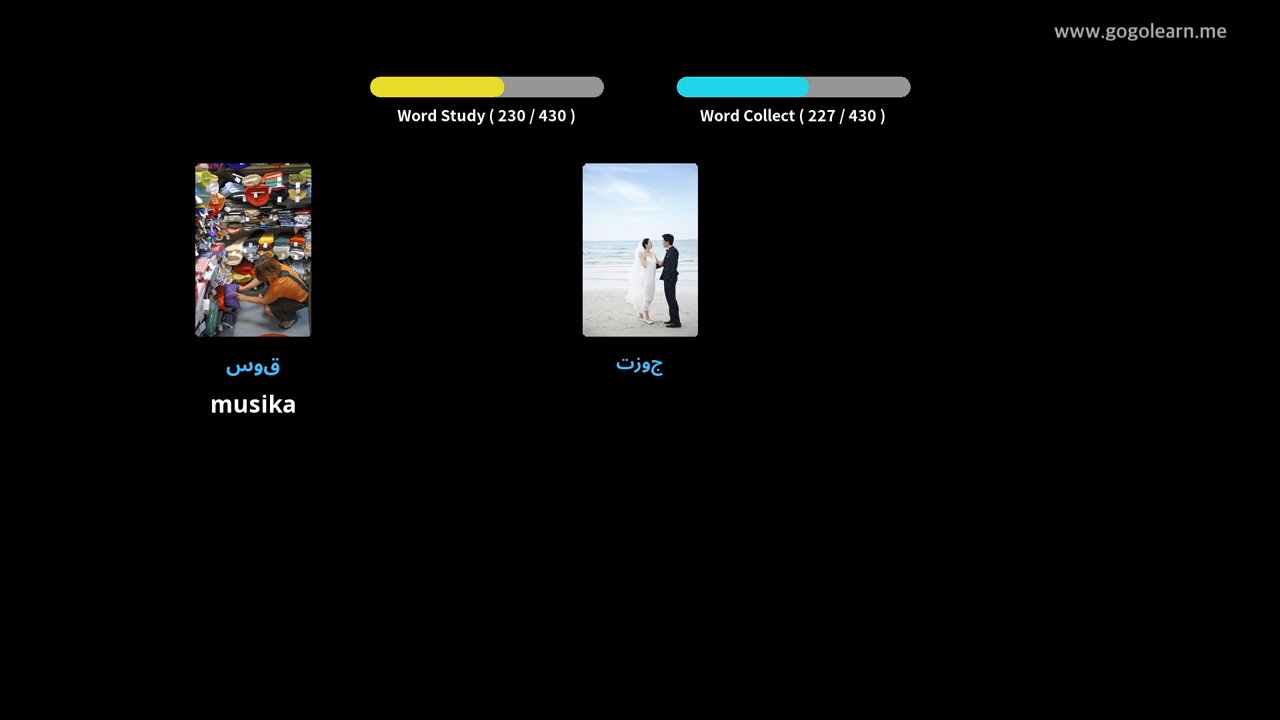 www.gogolearn.me
Word Study ( 230 / 430 )
Word Collect ( 227 / 430 )
قوس
جوزت
musika